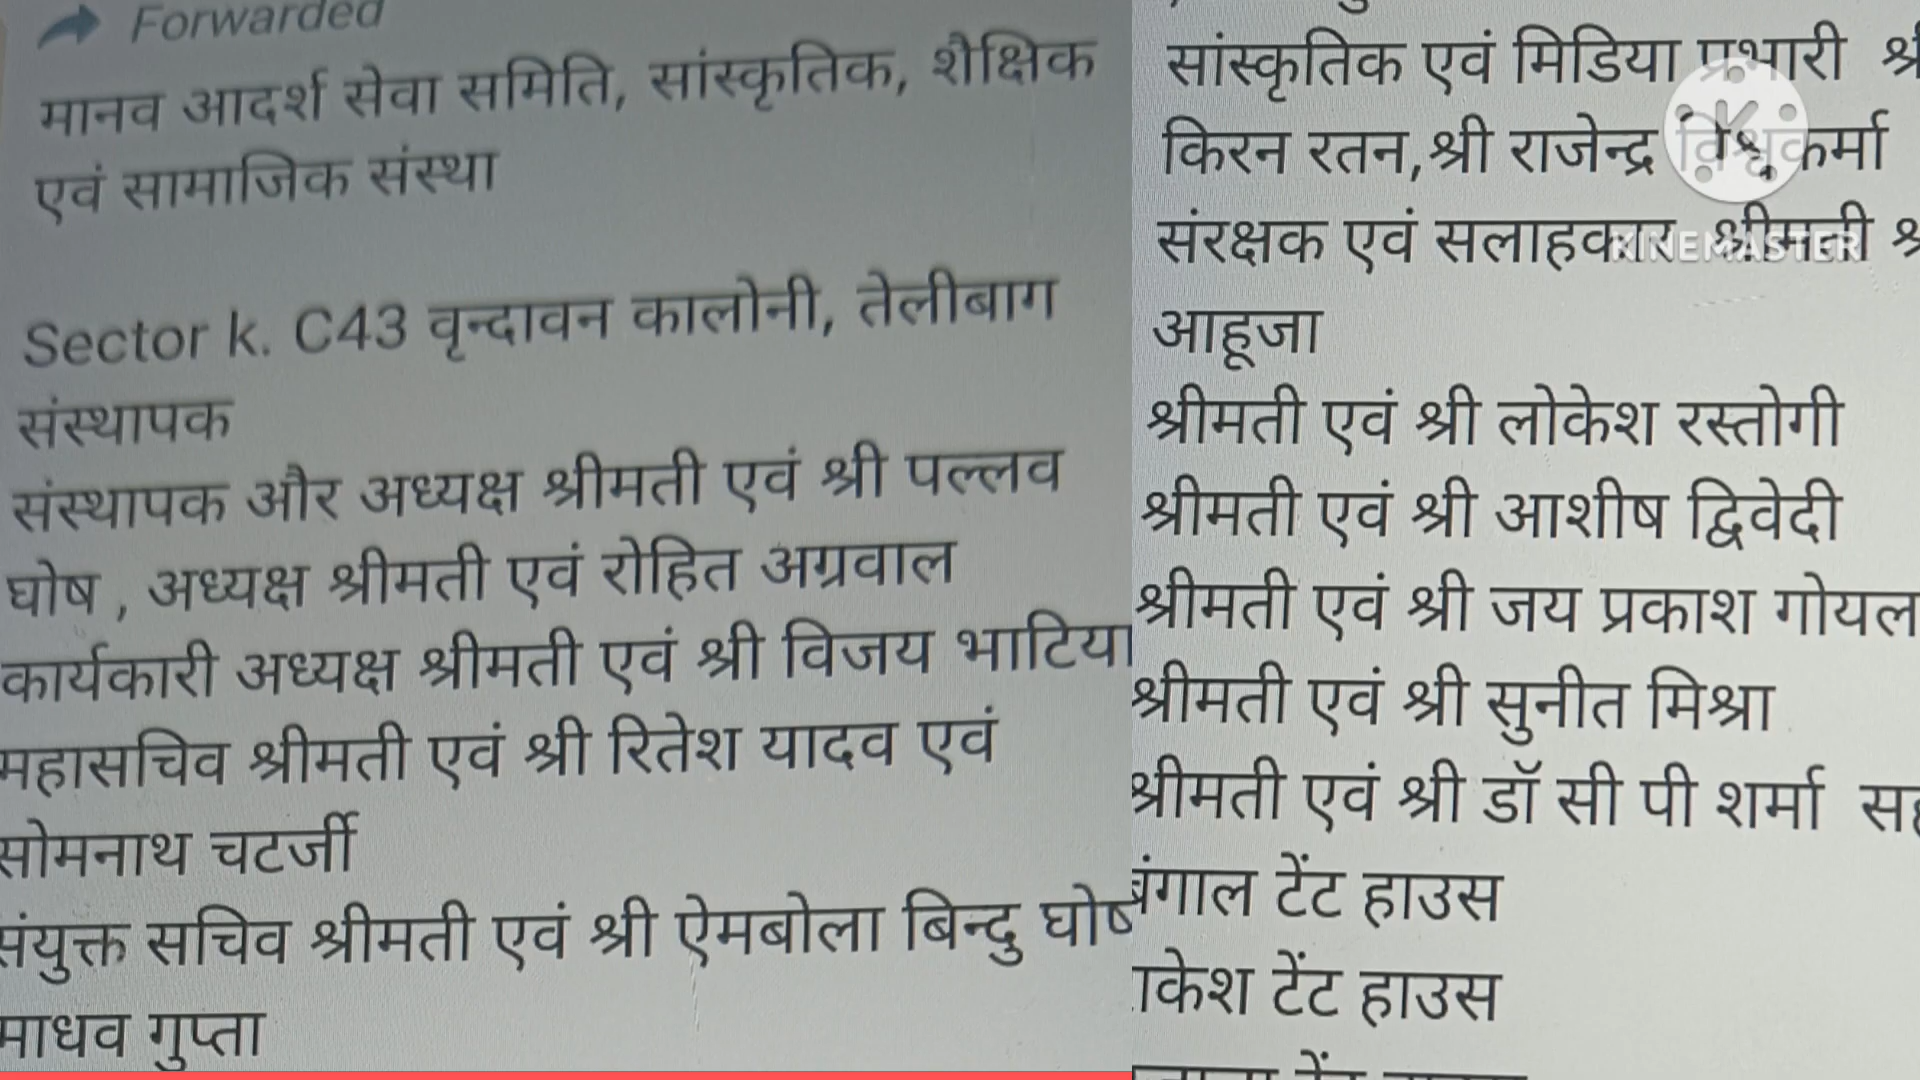 Forwarded
मानव आदर्श सेवा समिति, सांस्कृतिक, शैक्षिक
एवं सामाजिक संस्था
Sector k. C43 वृन्दावन कालोनी, तेलीबाग
संस्थापक
संस्थापक और अध्यक्ष श्रीमती एवं श्री पल्लव
घोष , अध्यक्ष श्रीमती एवं रोहित अग्रवाल
कार्यकारी अध्यक्ष श्रीमती एवं श्री विजय भाटिया
महासचिव श्रीमती एवं श्री रितेश यादव एवं
सोमनाथ चटर्जी
संयुक्त सचिव श्रीमती एवं श्री ऐमबोला बिन्दु घोष
माधव गुप्ता
सांस्कृतिक एवं मिडिया प्रभारी
किरन रतन,श्री राजेन्द्र विश्वकर्मा
संरक्षक एवं सलाहकार श्रीमती
KINEMASTER
आहूजा
श्रीमती एवं श्री लोकेश रस्तोगी
श्रीमती एवं श्री आशीष द्विवेदी
श्रीमती एवं श्री जय प्रकाश गोयल
श्रीमती एवं श्री सुनीत मिश्रा
श्रीमती एवं श्री डॉ सी पी शर्मा
बंगाल टेंट हाउस
टेंट हाउस